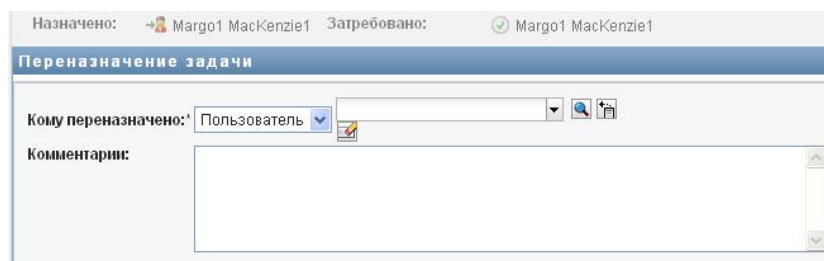 Назначено: Margo1 MacKenzie1 Затребовано: Margo1 MacKenzie1
Переназначение задачи
Кому переназначено:* Пользователь
Комментарии: